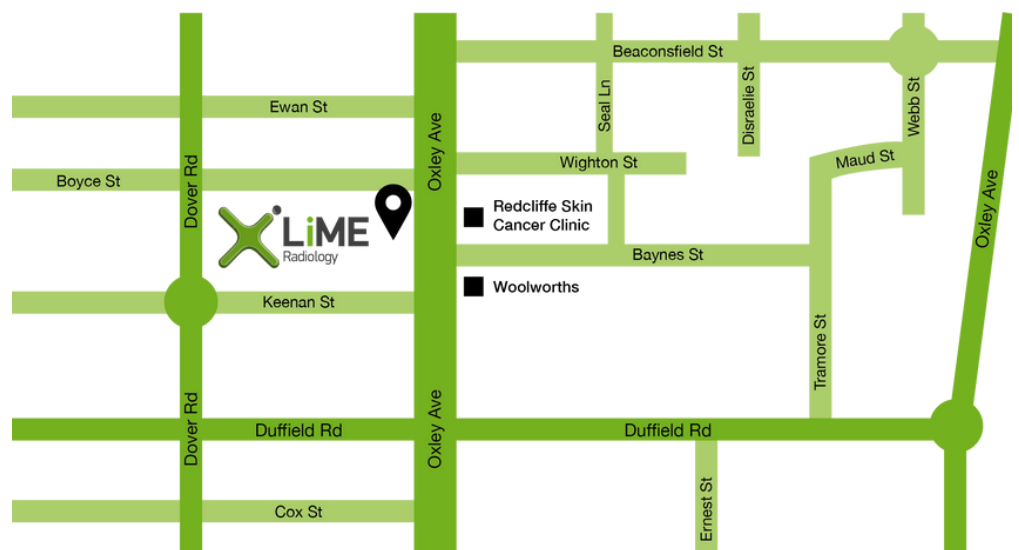 Beaconsfield St
Ewan St
Seal Ln
Disraelie St
Webb St
Oxley Ave
Wighton St
Maud St
Boyce St
Dover Rd
LiME
Radiology
Redcliffe Skin
Cancer Clinic
Oxley Ave
Baynes St
Woolworths
Keenan St
Tramore St
Dover Rd
Duffield Rd
Oxley Ave
Duffield Rd
Ernest St
Cox St